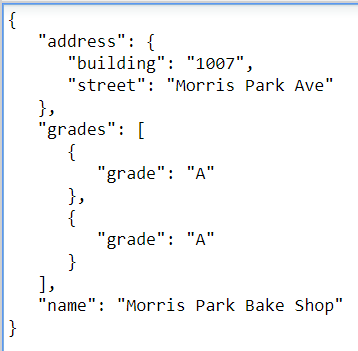 {
"address": {
"building": "1007",
"street": "Morris Park Ave"
},
"grades": [
{
"grade": "A"
},
{
"grade": "A"
}
],
"name": "Morris Park Bake Shop"
}